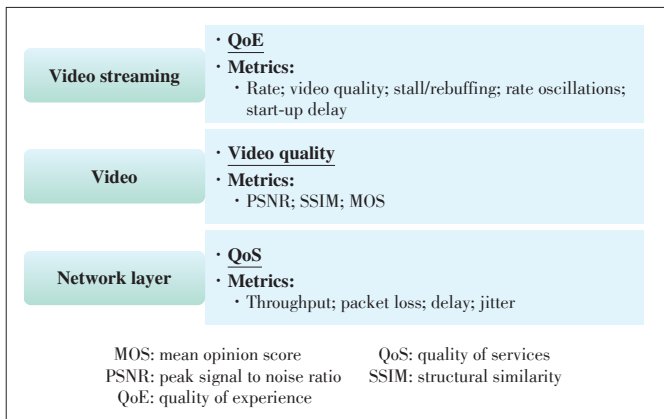 Video streaming
· QoE
· Metrics:
· Rate; video quality; stall/rebuffing; rate oscillations;
start-up delay
Video
· Video quality
· Metrics:
· PSNR; SSIM; MOS
Network layer
· QoS
· Metrics:
· Throughput; packet loss; delay; jitter
MOS: mean opinion score
PSNR: peak signal to noise ratio
QoE: quality of experience
QoS: quality of services
SSIM: structural similarity